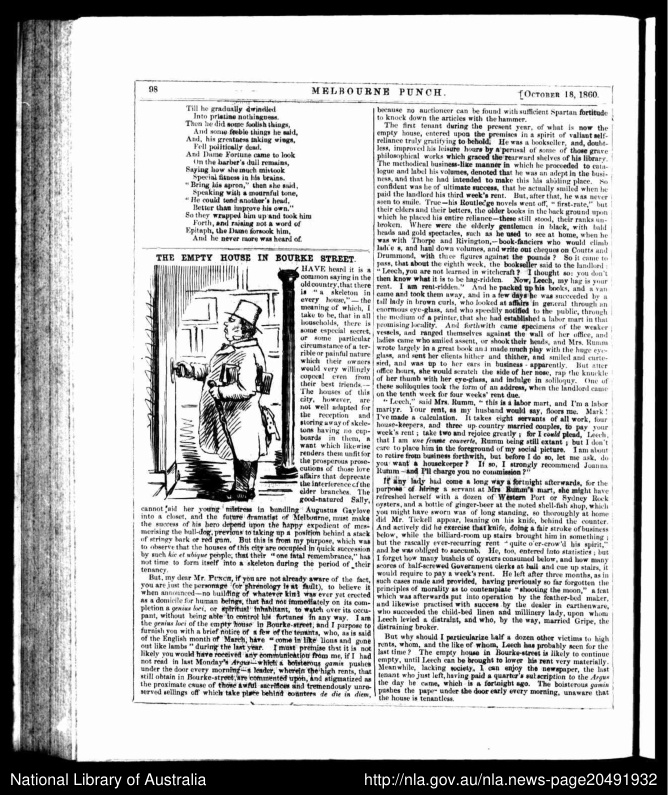 98
MELBOURNE PUNCH.
[OCTOBER 18, 1860.
Till he gradually dwindled
Into pristine nothingness.
Then he did some foolish things,
And some feeble things he said,
And, his greatness taking wings,
Fell politically dead.
And Dame Fortune came to look
On the barber's dull remains,
Saying how she much mistook
Special fitness in his brains.
"Bring his apron," then she said,
Speaking with a mournful tone,
"He could tend another's head,
Better than improve his own."
So they wrapped him up and took him
Forth, and raising not a word of
Epitaph, the Dame forsook him,
And he never more was heard of.
THE EMPTY HOUSE IN BOURKE STREET.
I HAVE heard it is a
common saying in the
old country, that there
is "a skeleton in
every house,"—the
meaning of which, I
take to be, that in all
households, there is
some especial secret,
or some particular
circumstance of a ter-
rible or painful nature
which their owners
would very willingly
conceal even from
their best friends.—
The houses of this
city, however, are
not well adapted for
the reception and
storing away of skele-
tons having no cup-
boards in them, a
want which likewise
renders them unfit for
the prosperous prose-
cutions of those love
affairs that deprecate
the interference of the
elder branches. The
good-natured Sally,
cannot aid her young mistress in bundling Augustus Gaylove
into a closet, and the future dramatist of Melbourne, must make
the success of his hero depend upon the happy expedient of mes-
merising the bull-dog, previous to taking up a position behind a stack
of stringy bark or red gum. But this is from my purpose, which was
to observe that the houses of this city are occupied in quick succession
by such hic et ubique people, that their "one fatal remembrance," has
not time to form itself into a skeleton during the period of their
tenancy.
But, my dear Mr. PUNCH, if you are not already aware of the fact,
you are just the personage (or phrenology is at fault), to believe it
when announced—no building of whatever kind was ever yet erected
as a domicile for human beings, that had not immediately on its com-
pletion a genius loci, or spiritual inhabitant, to watch over its occu-
pant, without being able to control his fortunes in any way. I am
the genius loci of the empty house in Bourke-street, and I purpose to
furnish you with a brief notice of a few of the tenants, who, as is said
of the English month of March, have "come in like lions and gone
out like lambs" during the last year. I must premise that it is not
likely you would have received any communication from me, if I had
not read in last Monday's Argus—which a boisterous gamin pushes
under the door every morning—a leader, wherein the high rents, that
still obtain in Bourke-street, are commented upon, and stigmatized as
the proximate cause of those awful sacrifices and tremendously unre-
served sellings off which take place behind counters de die in diem,
because no auctioneer can be found with sufficient Spartan fortitude
to knock down the articles with the hammer.
The first tenant during the present year, of what is now the
empty house, entered upon the premises in a spirit of valiant self-
reliance truly gratifying to behold. He was a bookseller, and, doubt-
less, improved his leisure hours by a perusal of some of those grave
philosophical works which graced the rearward shelves of his library.
The methodical business-like manner in which he proceeded to cata-
logue and label his volumes, denoted that he was an adept in the busi-
ness, and that he had intended to make this his abiding place. So
confident was he of ultimate success, that he actually smiled when he
paid the landlord his third week's rent. But, after that, he was never
seen to smile. True—his Routledge novels went off, "first-rate," but
their elders and their betters, the older books in the back ground upon
which he placed his entire reliance—these still stood, their ranks un-
broken. Where were the elderly gentlemen in black, with bald
heads and gold spectacles, such as he used to see at home, when he
was with Thorpe and Rivington,—book-fanciers who would climb
ladders, and haul down volumes, and write out cheques on Coutts and
Drummond, with three figures against the pounds? So it came to
pass, that about the eighth week, the bookseller said to the landlord:
"Leech, you are not learned in witchcraft? I thought so: you don't
then know what it is to be hag-ridden. Now, Leech, my hag is your
rent. I am rent-ridden." And he packed up his books, and a van
came and took them away, and in a few days he was succeeded by a
tall lady in brown curls, who looked at affairs in general through an
enormous eye-glass, and who speedily notified to the public, through
the medium of a printer, that she had established a labor mart in that
promising locality. And forthwith came specimens of the weaker
vessels, and ranged themselves against the wall of her office, and
ladies came who smiled assent, or shook their heads, and Mrs. Rumm
wrote largely in a great book and made much play with the huge eye-
glass, and sent her clients hither and thither, and smiled and curtseyed,
and was up to her ears in business—apparently. But after
office hours, she would scratch the side of her nose, rap the knuckle
of her thumb with her eye-glass, and indulge in soliloquy. One of
these soliloquies took the form of an address, when the landlord came
on the tenth week for four weeks' rent due.
"Leech," said Mrs. Rumm, "this is a labor mart, and I'm a labor
martyr. Your rent, as my husband would say, floors me. Mark!
I've made a calculation. It takes eight servants of all work, four
house-keepers, and three up-country married couples, to pay your
week's rent; take two and rejoice greatly; for I could plead, Leech,
that I am une femme couverte, Rumm being still extant; but I don't
care to place him in the foreground of my social picture. I am about
to retire from business forthwith, but before I do so, let me ask, do
you want a housekeeper? If so, I strongly recommend Joanna
Rumm—and I'll charge you no commission?"
If any lady had come a long way a fortnight afterwards, for the
purpose of hiring a servant at Mrs Rumm's mart, she might have
refreshed herself with a dozen of Western Port or Sydney Rock
oysters, and a bottle of ginger-beer at the noted shell-fish shop, which
you might have sworn was of long standing, so thoroughly at home
did Mr. Tickell appear, leaning on his knife, behind the counter.
And actively did he exercise that knife, doing a fair stroke of business
below, while the billiard-room up stairs brought him in something;
but the rascally ever-recurring rent "quite o'er-crow'd his spirit,"
and he was obliged to succumb. He, too, entered into statistics; but
I forget how many bushels of oysters consumed below, and how many
scores of half-screwed Government clerks at ball and cue up stairs, it
would require to pay a week's rent. He left after three months, as in
such cases made and provided, having previously so far forgotten the
principles of morality as to contemplate "shooting the moon," a feat
which was afterwards put into operation by the feather-bed maker,
and likewise practised with success by the dealer in earthenware,
who succeeded the child-bed linen and millinery lady, upon whom
Leech levied a distraint, and who, by the way, married Gripe, the
distraining broker.
But why should I particularize half a dozen other victims to high
rents, whom, and the like of whom, Leech has probably seen for the
last time? The empty house in Bourke-street is likely to continue
empty, until Leech can be brought to lower his rent very materially.
Meanwhile, lacking society, I can enjoy the newspaper, the last
tenant who just left, having paid a quarter's subscription to the Argus
the day he came, which is a fortnight ago. The boisterous gamin
pushes the paper under the door early every morning, unaware that
the house is tenantless.
National Library of Australia
http://nla.gov.au/nla.news-page20491932